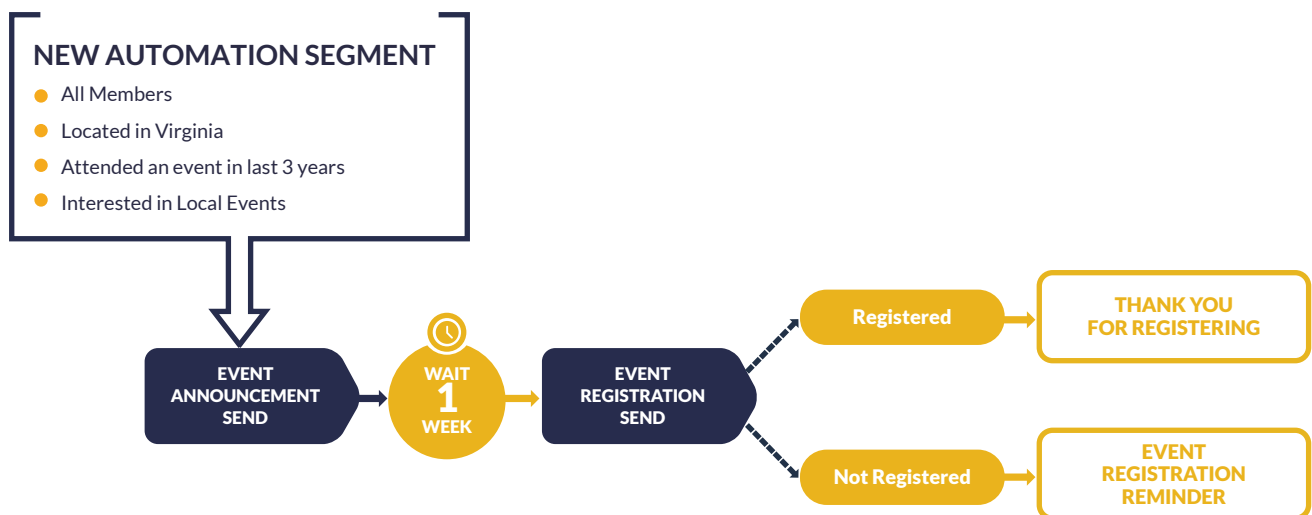 NEW AUTOMATION SEGMENT
All Members
Located in Virginia
Attended an event in last 3 years
Interested in Local Events
EVENT
ANNOUNCEMENT
SEND
WAIT
1
WEEK
EVENT
REGISTRATION
SEND
Registered
THANK YOU
FOR REGISTERING
Not Registered
EVENT
REGISTRATION
REMINDER